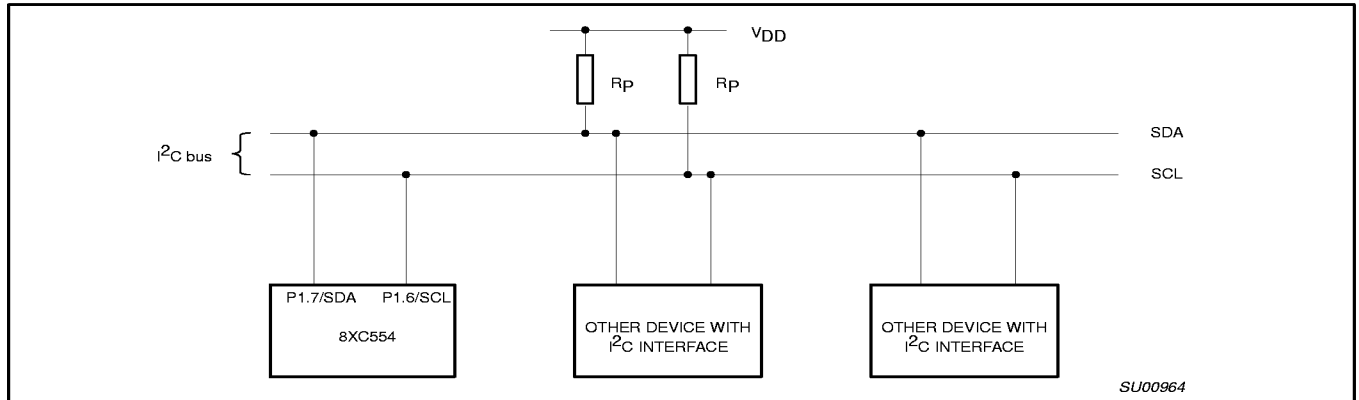 VDD
RP RP
SDA
I2C bus
SCL
P1.7/SDA P1.6/SCL
8XC554
OTHER DEVICE WITH
I2C INTERFACE
OTHER DEVICE WITH
I2C INTERFACE
SU00964